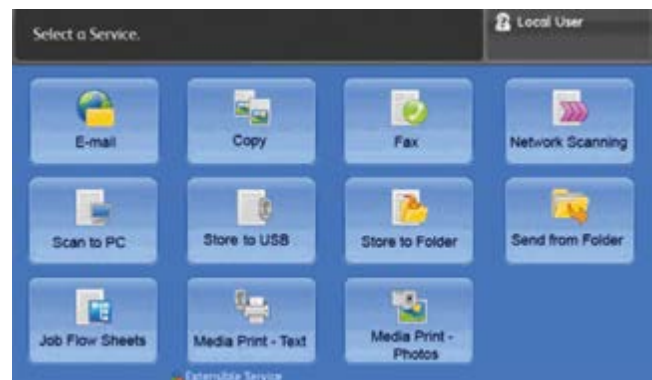 Select a Service.
Local User
E-mail
Copy
Fax
Network Scanning
Scan to PC
Store to USB
Store to Folder
Send from Folder
Job Flow Sheets
Media Print - Text
Media Print -
Photos
Extensible Service